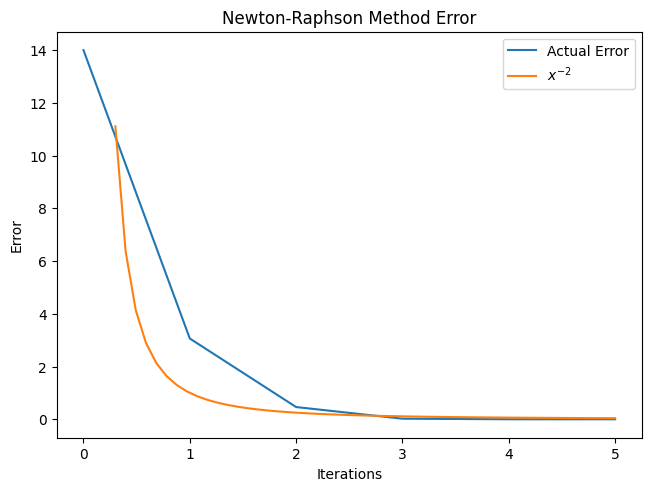 Newton-Raphson Method Error
Actual Error
x⁻²
14
12
10
8
6
4
2
0
Error
0 1 2 3 4 5
Iterations